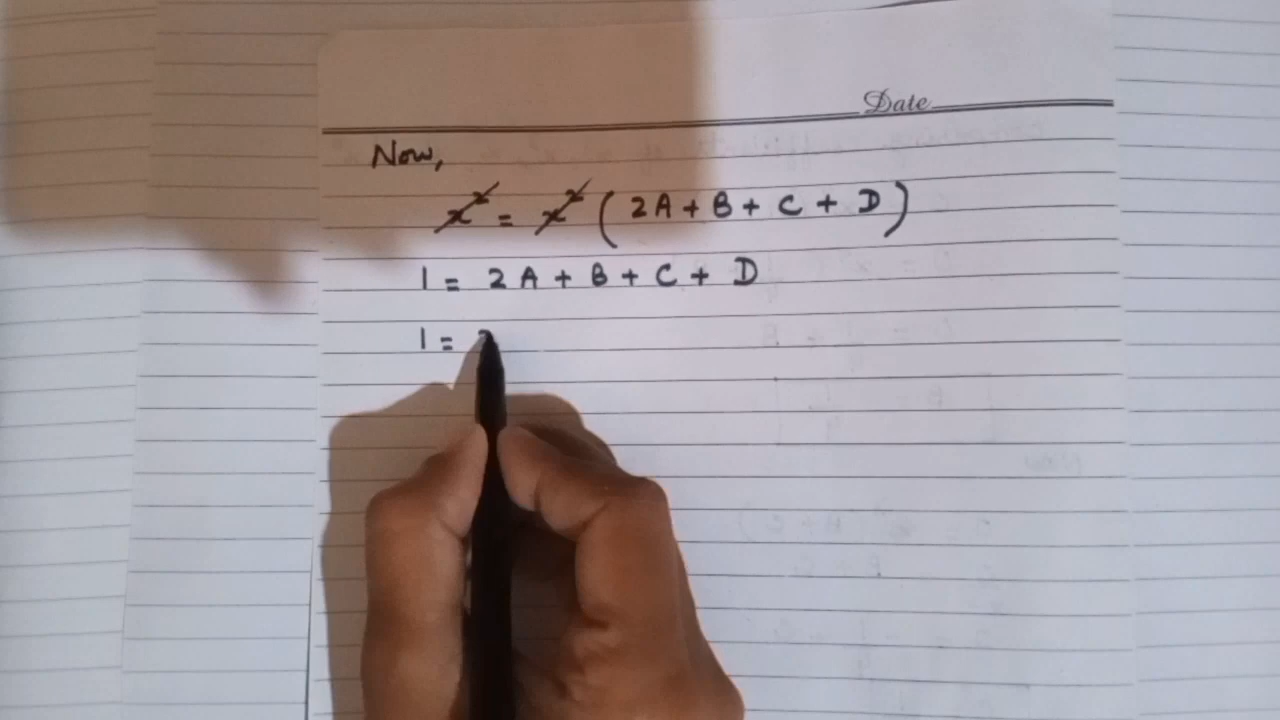 Date
Now,
x² = x² ( 2A + B + C + D )
1 = 2A + B + C + D
1 =